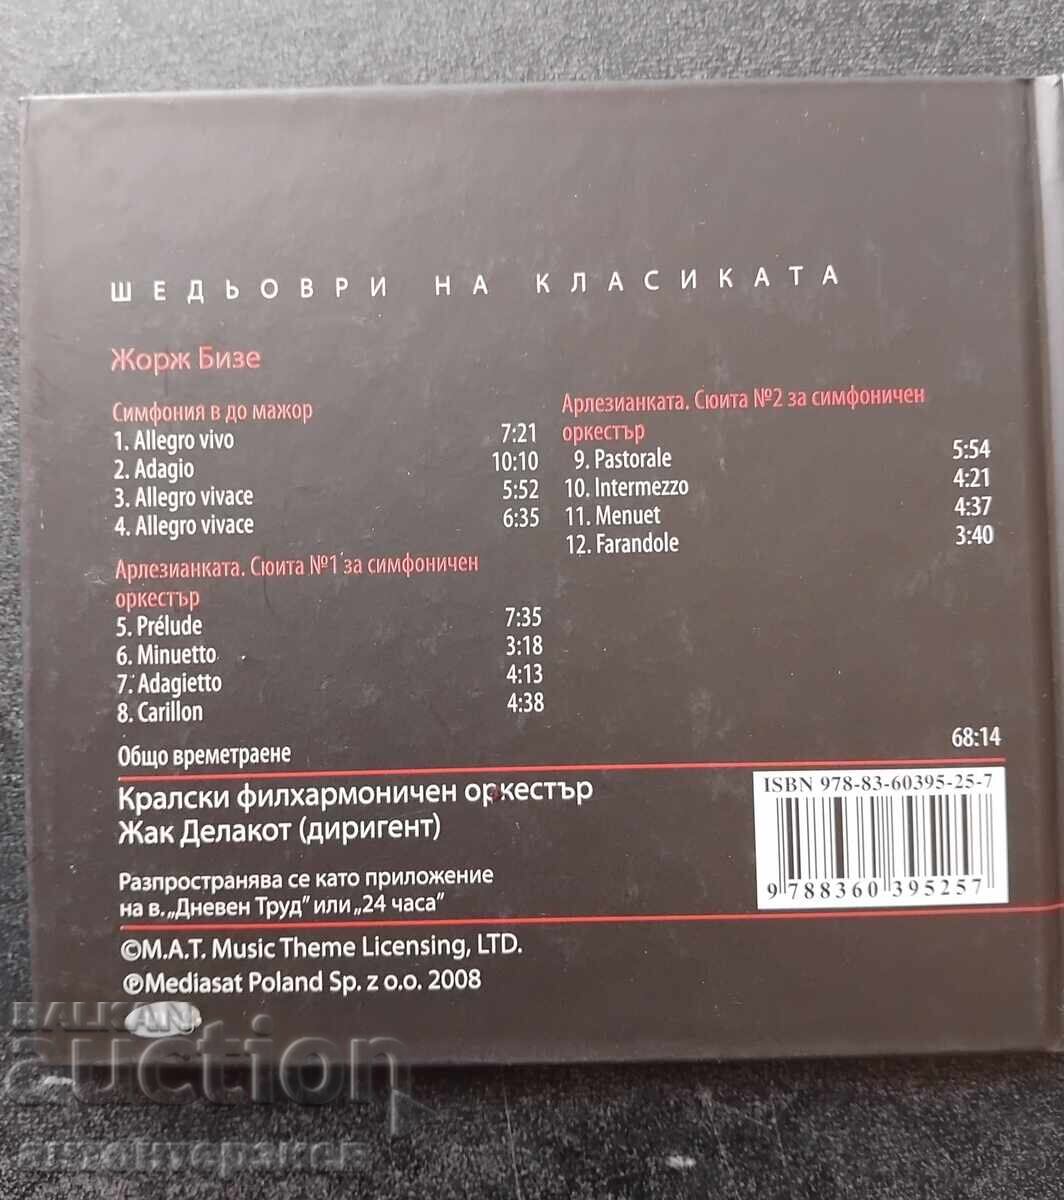 ШЕДЬОВРИ НА КЛАСИКАТА
Жорж Бизе
Симфония в до мажор
1. Allegro vivo 7:21
2. Adagio 10:10
3. Allegro vivace 5:52
4. Allegro vivace 6:35
Арлезианката. Сюита №1 за симфоничен
оркестър
5. Prélude 7:35
6. Minuetto 3:18
7. Adagietto 4:13
8. Carillon 4:38
Арлезианката. Сюита №2 за симфоничен
оркестър
9. Pastorale 5:54
10. Intermezzo 4:21
11. Menuet 4:37
12. Farandole 3:40
Общо времетраене 68:14
Кралски филхармоничен оркестър
Жак Делакот (диригент)
Разпространява се като приложение
на в. „Дневен Труд" или „24 часа"
ISBN 978-83-60395-25-7
9 788360 395257
©M.A.T. Music Theme Licensing, LTD.
℗Mediasat Poland Sp. z o.o. 2008
BALKAN
auction